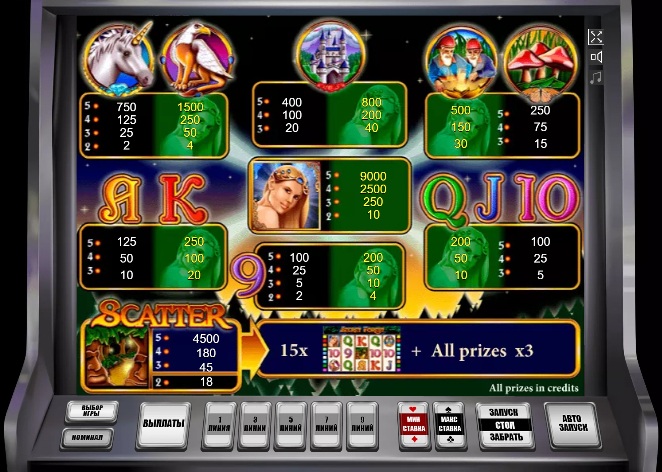 5 750 1500
4 125 250
3 25 50
2 2 4
5 400 800
4 100 200
3 20 40
500 5 250
150 4 75
30 3 15
A K
5 9000
4 2500
3 250
2 10
Q J 10
5 125 250
4 50 100
3 10 20
9
5 100 200
4 25 50
3 5 10
2 2 4
200 5 100
50 4 25
10 3 5
SCATTER
5 4500
4 180
3 45
2 18
15x + All prizes x3
All prizes in credits
ВЫБОР
ИГРЫ
НОМИНАЛ
ВЫПЛАТЫ
1
ЛИНИЯ
3
ЛИНИИ
5
ЛИНИЙ
7
ЛИНИЙ
9
ЛИНИЙ
МИН
СТАВКА
МАКС
СТАВКА
ЗАПУСК
СТОП
ЗАБРАТЬ
АВТО
ЗАПУСК